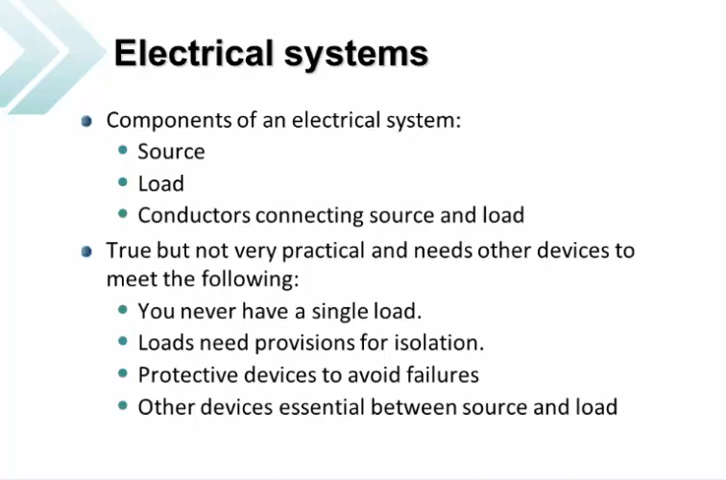 Electrical systems
Components of an electrical system:
Source
Load
Conductors connecting source and load
True but not very practical and needs other devices to
meet the following:
You never have a single load.
Loads need provisions for isolation.
Protective devices to avoid failures
Other devices essential between source and load